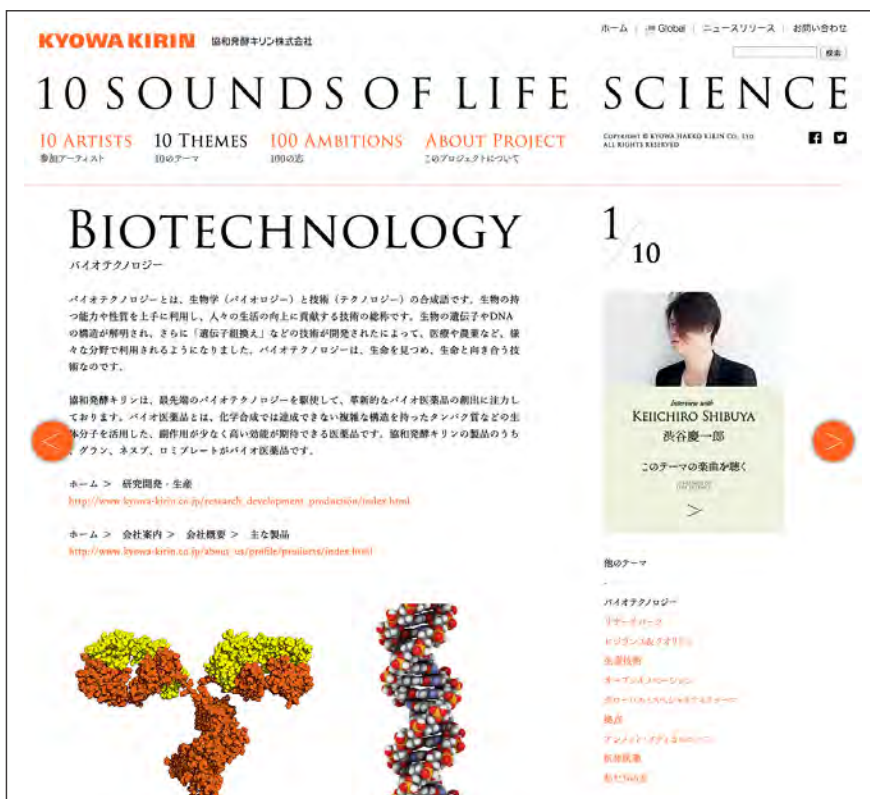 KYOWA KIRIN 協和発酵キリン株式会社
ホーム | Global | ニュースリリース | お問い合わせ
検索
10 SOUNDS OF LIFE SCIENCE
10 ARTISTS 10 THEMES 100 AMBITIONS ABOUT PROJECT
参加アーティスト 10のテーマ 100の志 このプロジェクトについて
COPYRIGHT © KYOWA HAKKO KIRIN CO., LTD.
ALL RIGHTS RESERVED
BIOTECHNOLOGY
バイオテクノロジー
1/10
バイオテクノロジーとは、生物学(バイオロジー)と技術(テクノロジー)の合成語です。生物の持
つ能力や性質を上手に利用し、人々の生活の向上に貢献する技術の総称です。生物の遺伝子やDNA
の構造が解明され、さらに「遺伝子組換え」などの技術が開発されたによって、医療や農業など、様
々な分野で利用されるようになりました。バイオテクノロジーは、生命を見つめ、生命と向き合う技
術なのです。
協和発酵キリンは、最先端のバイオテクノロジーを駆使して、革新的なバイオ医薬品の創出に注力し
ております。バイオ医薬品とは、化学合成では達成できない複雑な構造を持ったタンパク質などの生
体分子を活用した、副作用が少なく高い効能が期待できる医薬品です。協和発酵キリンの製品のうち
、グラン、ネスプ、ロミプレートがバイオ医薬品です。
ホーム > 研究開発・生産
http://www.kyowa-kirin.co.jp/research_development_production/index.html
ホーム > 会社案内 > 会社概要 > 主な製品
http://www.kyowa-kirin.co.jp/about_us/profile/products/index.html
<
>
Interview with
KEIICHIRO SHIBUYA
渋谷慶一郎
このテーマの楽曲を聴く
>
他のテーマ
-
バイオテクノロジー
リサーチパーク
生産技術
オープンイノベーション
拠点